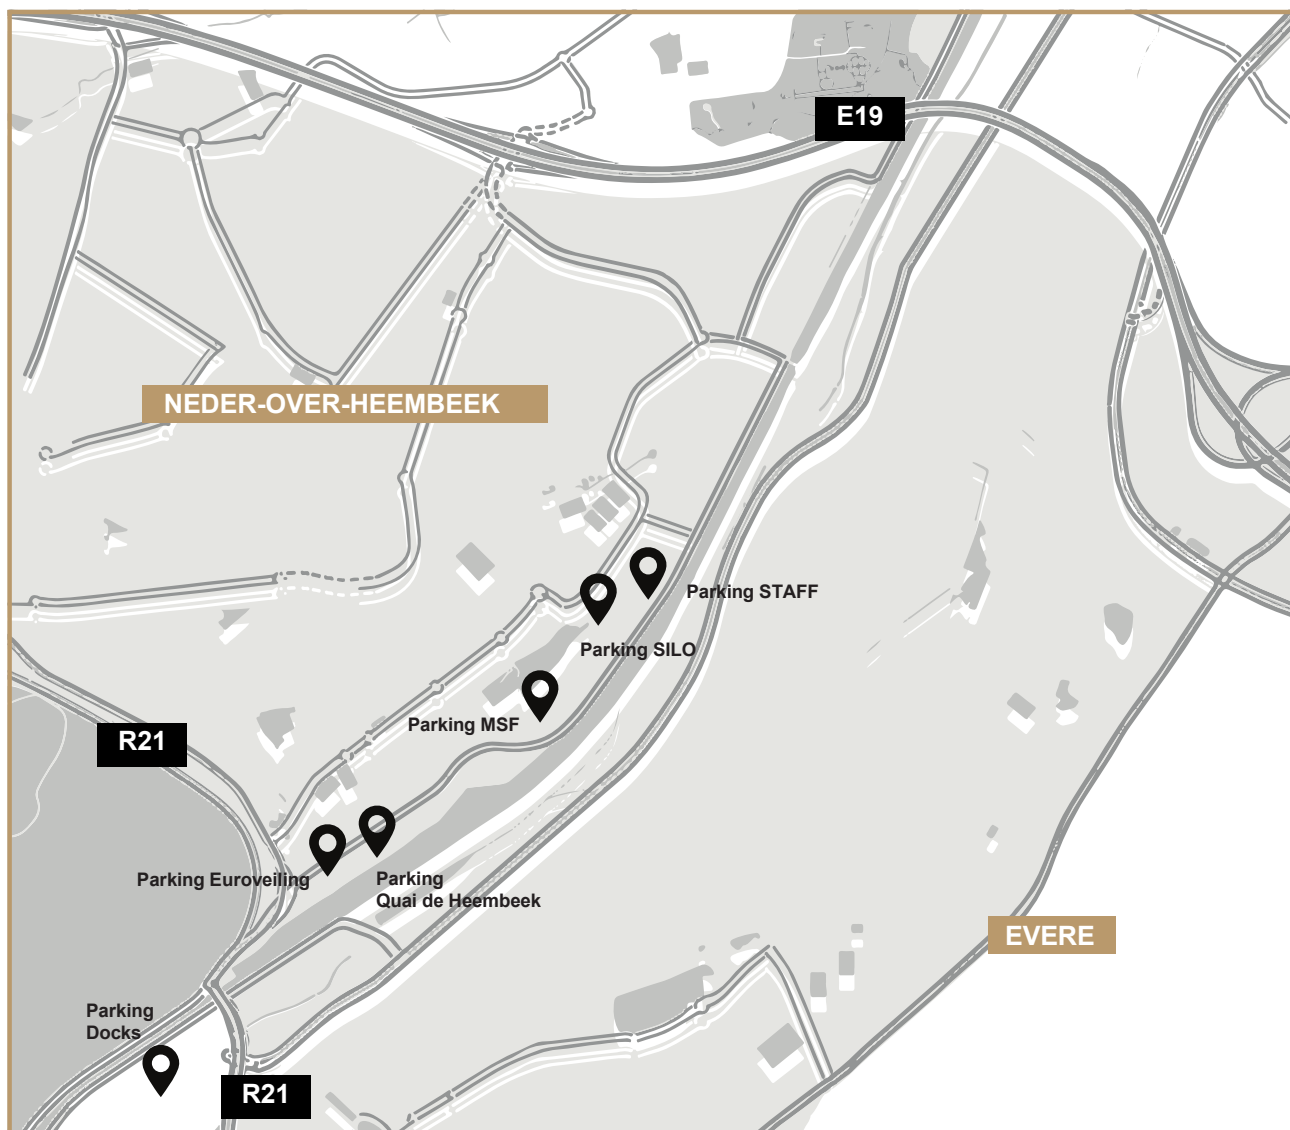 E19
NEDER-OVER-HEEMBEEK
Parking STAFF
Parking SILO
Parking MSF
R21
Parking Euroveiling
Parking
Quai de Heembeek
EVERE
Parking
Docks
R21